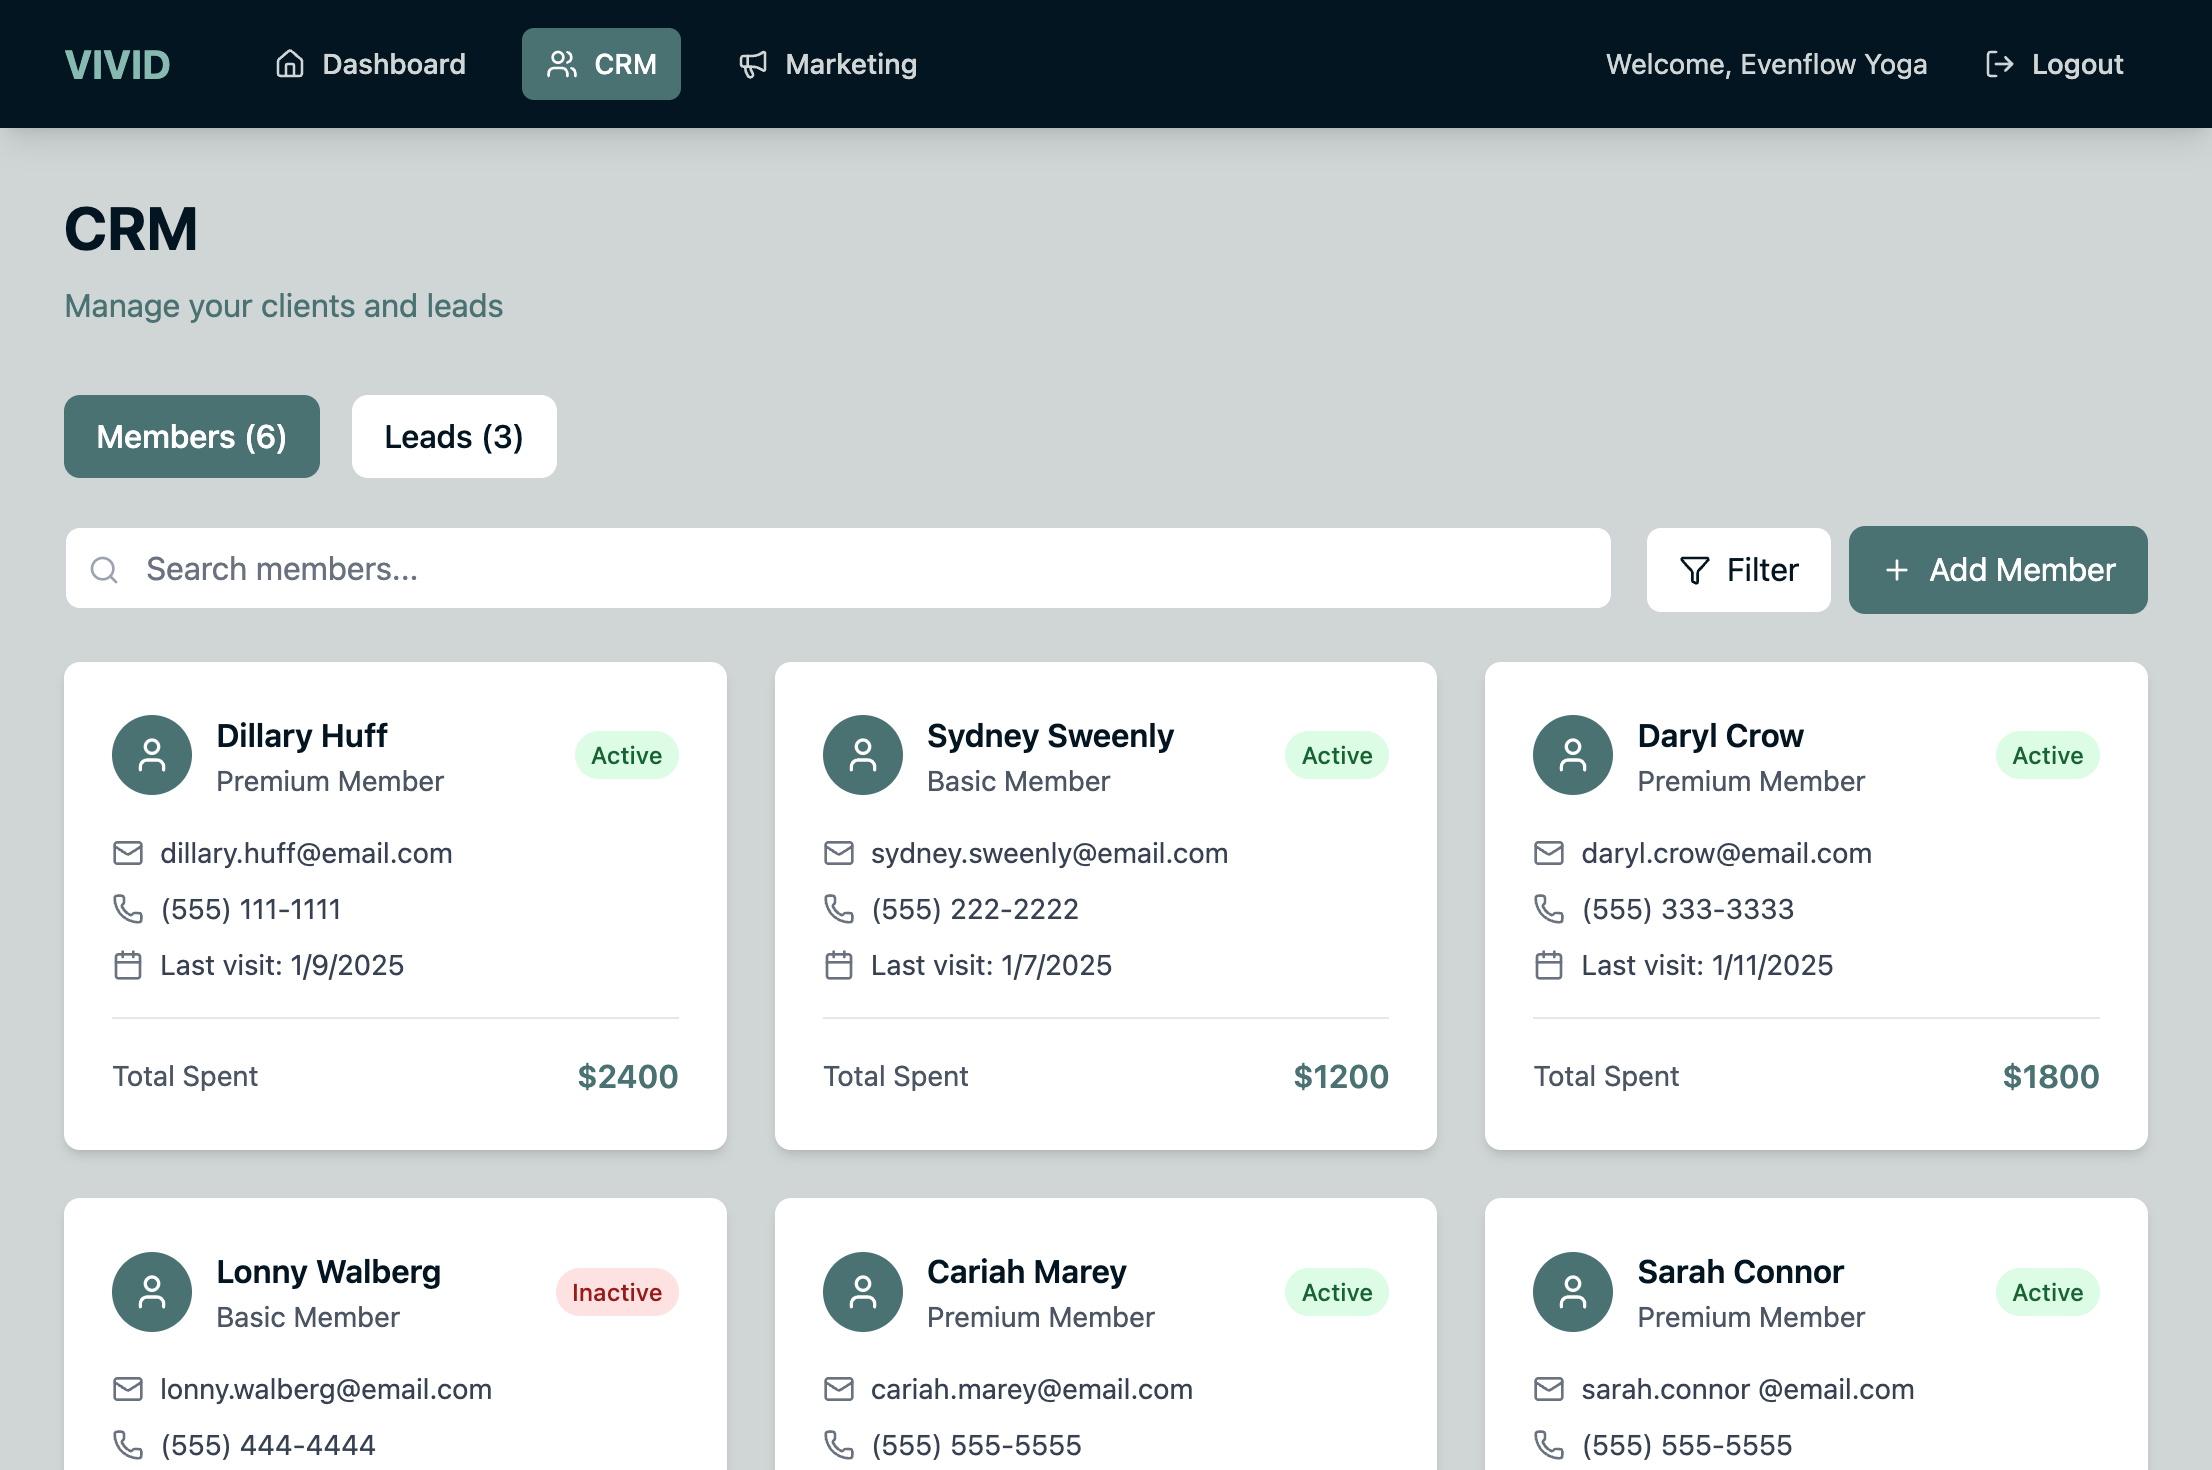 VIVID
Dashboard
CRM
Marketing
Welcome, Evenflow Yoga
Logout
CRM
Manage your clients and leads
Members (6)
Leads (3)
Search members...
Filter
+ Add Member
Dillary Huff
Premium Member
Active
dillary.huff@email.com
(555) 111-1111
Last visit: 1/9/2025
Total Spent
$2400
Sydney Sweenly
Basic Member
Active
sydney.sweenly@email.com
(555) 222-2222
Last visit: 1/7/2025
Total Spent
$1200
Daryl Crow
Premium Member
Active
daryl.crow@email.com
(555) 333-3333
Last visit: 1/11/2025
Total Spent
$1800
Lonny Walberg
Basic Member
Inactive
lonny.walberg@email.com
(555) 444-4444
Cariah Marey
Premium Member
Active
cariah.marey@email.com
(555) 555-5555
Sarah Connor
Premium Member
Active
sarah.connor @email.com
(555) 555-5555